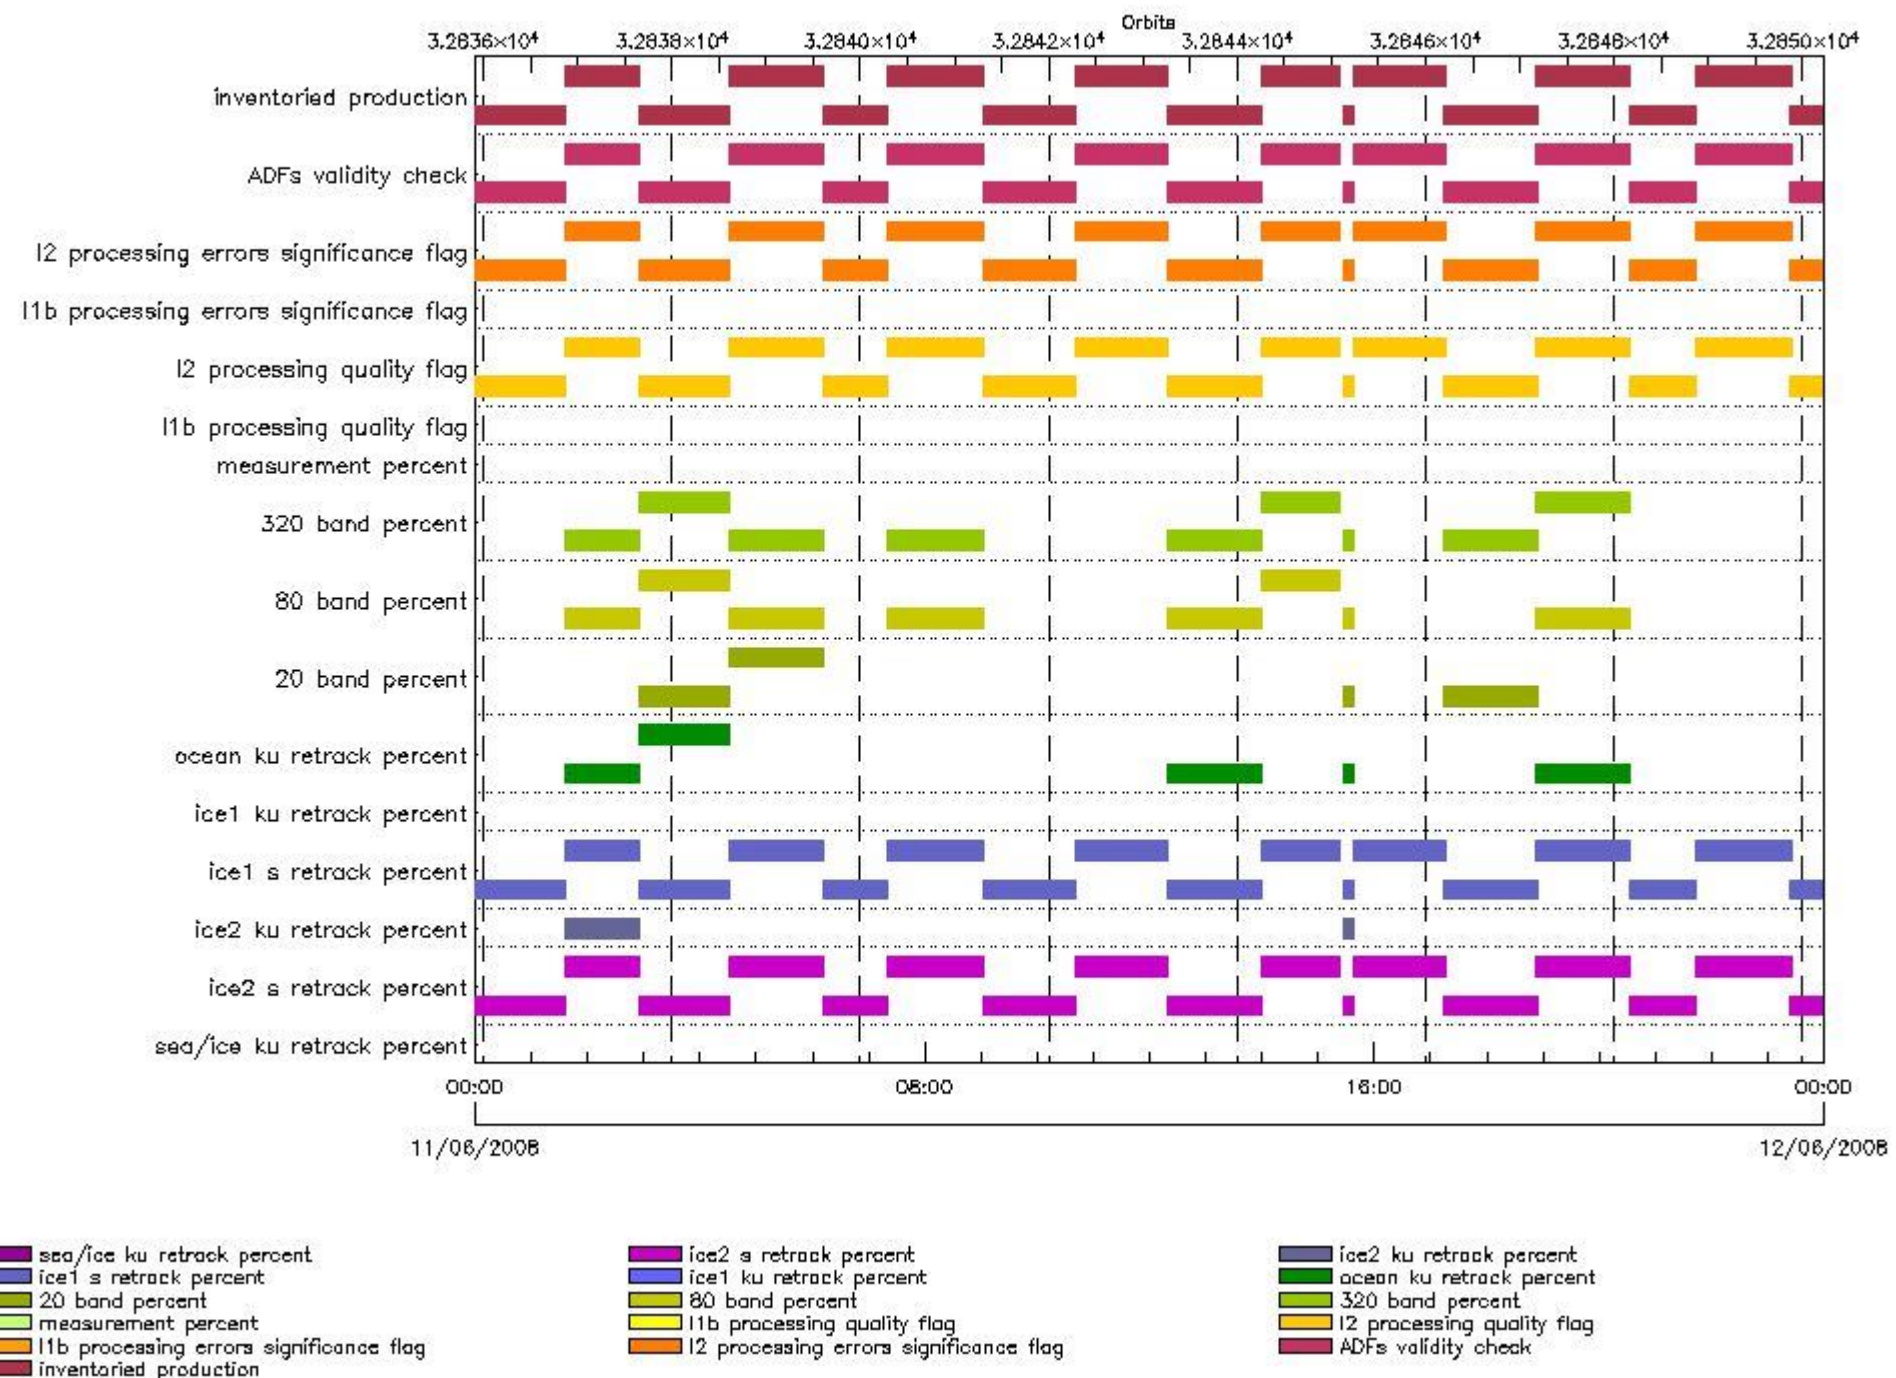 Orbits
3.2836×10⁴ 3.2838×10⁴ 3.2840×10⁴ 3.2842×10⁴ 3.2844×10⁴ 3.2846×10⁴ 3.2848×10⁴ 3.2850×10⁴
inventoried production
ADFs validity check
l2 processing errors significance flag
l1b processing errors significance flag
l2 processing quality flag
l1b processing quality flag
measurement percent
320 band percent
80 band percent
20 band percent
ocean ku retrack percent
ice1 ku retrack percent
ice1 s retrack percent
ice2 ku retrack percent
ice2 s retrack percent
sea/ice ku retrack percent
00:00 08:00 16:00 00:00
11/06/2008 12/06/2008
sea/ice ku retrack percent ice2 s retrack percent ice2 ku retrack percent
ice1 s retrack percent ice1 ku retrack percent ocean ku retrack percent
20 band percent 80 band percent 320 band percent
measurement percent l1b processing quality flag l2 processing quality flag
l1b processing errors significance flag l2 processing errors significance flag ADFs validity check
inventoried production